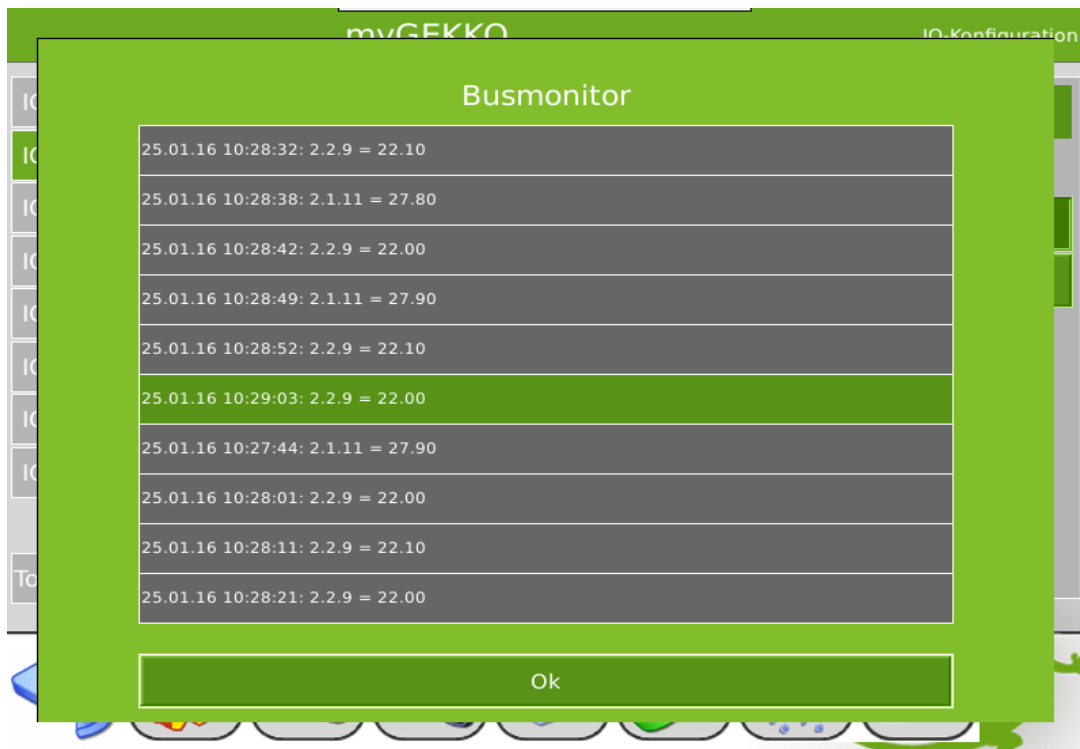 myGEKKO
IO-Konfiguration
Busmonitor
25.01.16 10:28:32: 2.2.9 = 22.10
25.01.16 10:28:38: 2.1.11 = 27.80
25.01.16 10:28:42: 2.2.9 = 22.00
25.01.16 10:28:49: 2.1.11 = 27.90
25.01.16 10:28:52: 2.2.9 = 22.10
25.01.16 10:29:03: 2.2.9 = 22.00
25.01.16 10:27:44: 2.1.11 = 27.90
25.01.16 10:28:01: 2.2.9 = 22.00
25.01.16 10:28:11: 2.2.9 = 22.10
25.01.16 10:28:21: 2.2.9 = 22.00
Ok